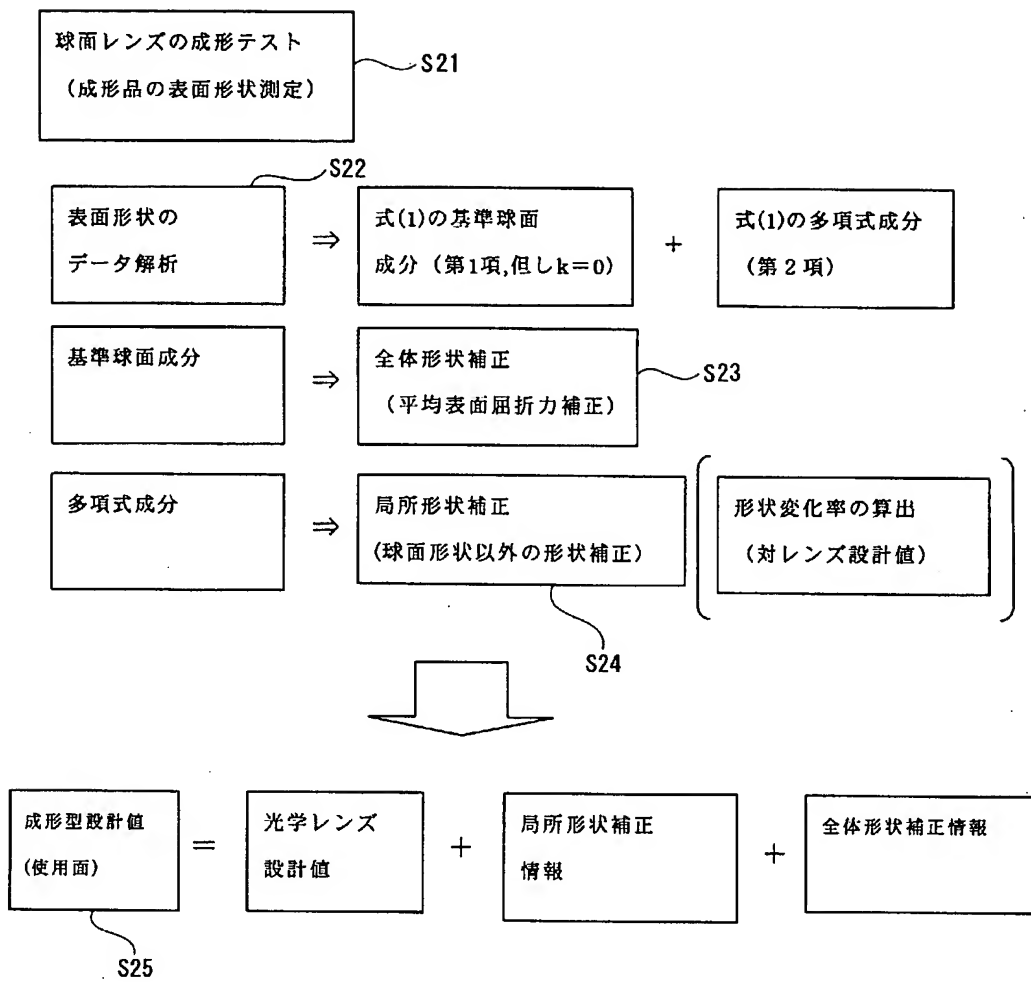 球面レンズの成形テスト
（成形品の表面形状測定）
S21
S22
表面形状の
データ解析
⇒
式(1)の基準球面
成分（第1項,但しk＝0）
+
式(1)の多項式成分
（第２項）
基準球面成分
⇒
全体形状補正
（平均表面屈折力補正）
S23
多項式成分
⇒
局所形状補正
(球面形状以外の形状補正）
形状変化率の算出
（対レンズ設計値）
S24
成形型設計値
(使用面)
=
光学レンズ
設計値
+
局所形状補正
情報
+
全体形状補正情報
S25